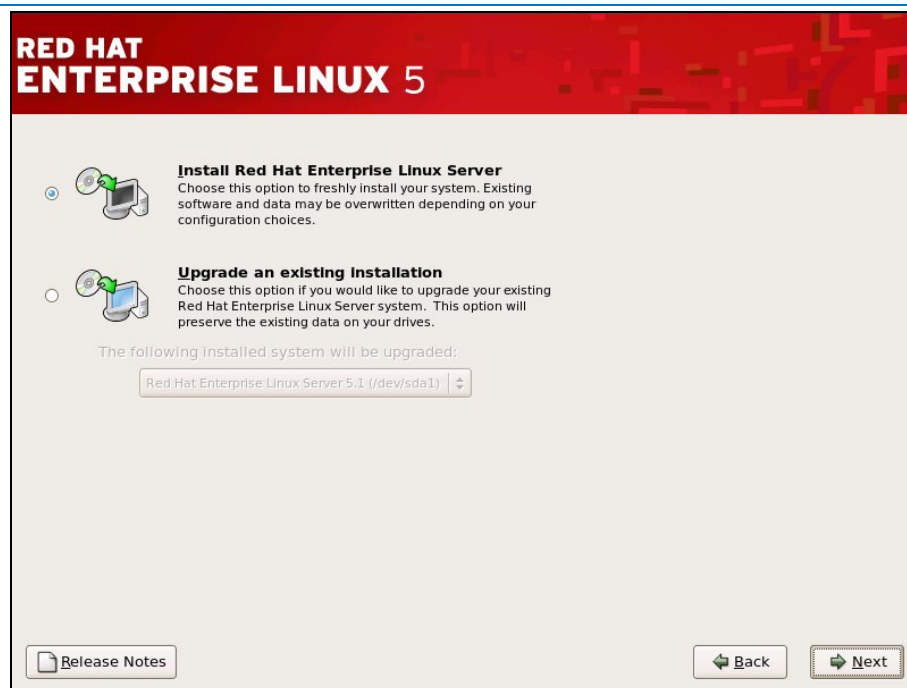 RED HAT
ENTERPRISE LINUX 5
Install Red Hat Enterprise Linux Server
Choose this option to freshly install your system. Existing
software and data may be overwritten depending on your
configuration choices.
Upgrade an existing installation
Choose this option if you would like to upgrade your existing
Red Hat Enterprise Linux Server system. This option will
preserve the existing data on your drives.
The following installed system will be upgraded:
Red Hat Enterprise Linux Server 5.1 (/dev/sda1)
Release Notes
Back
Next